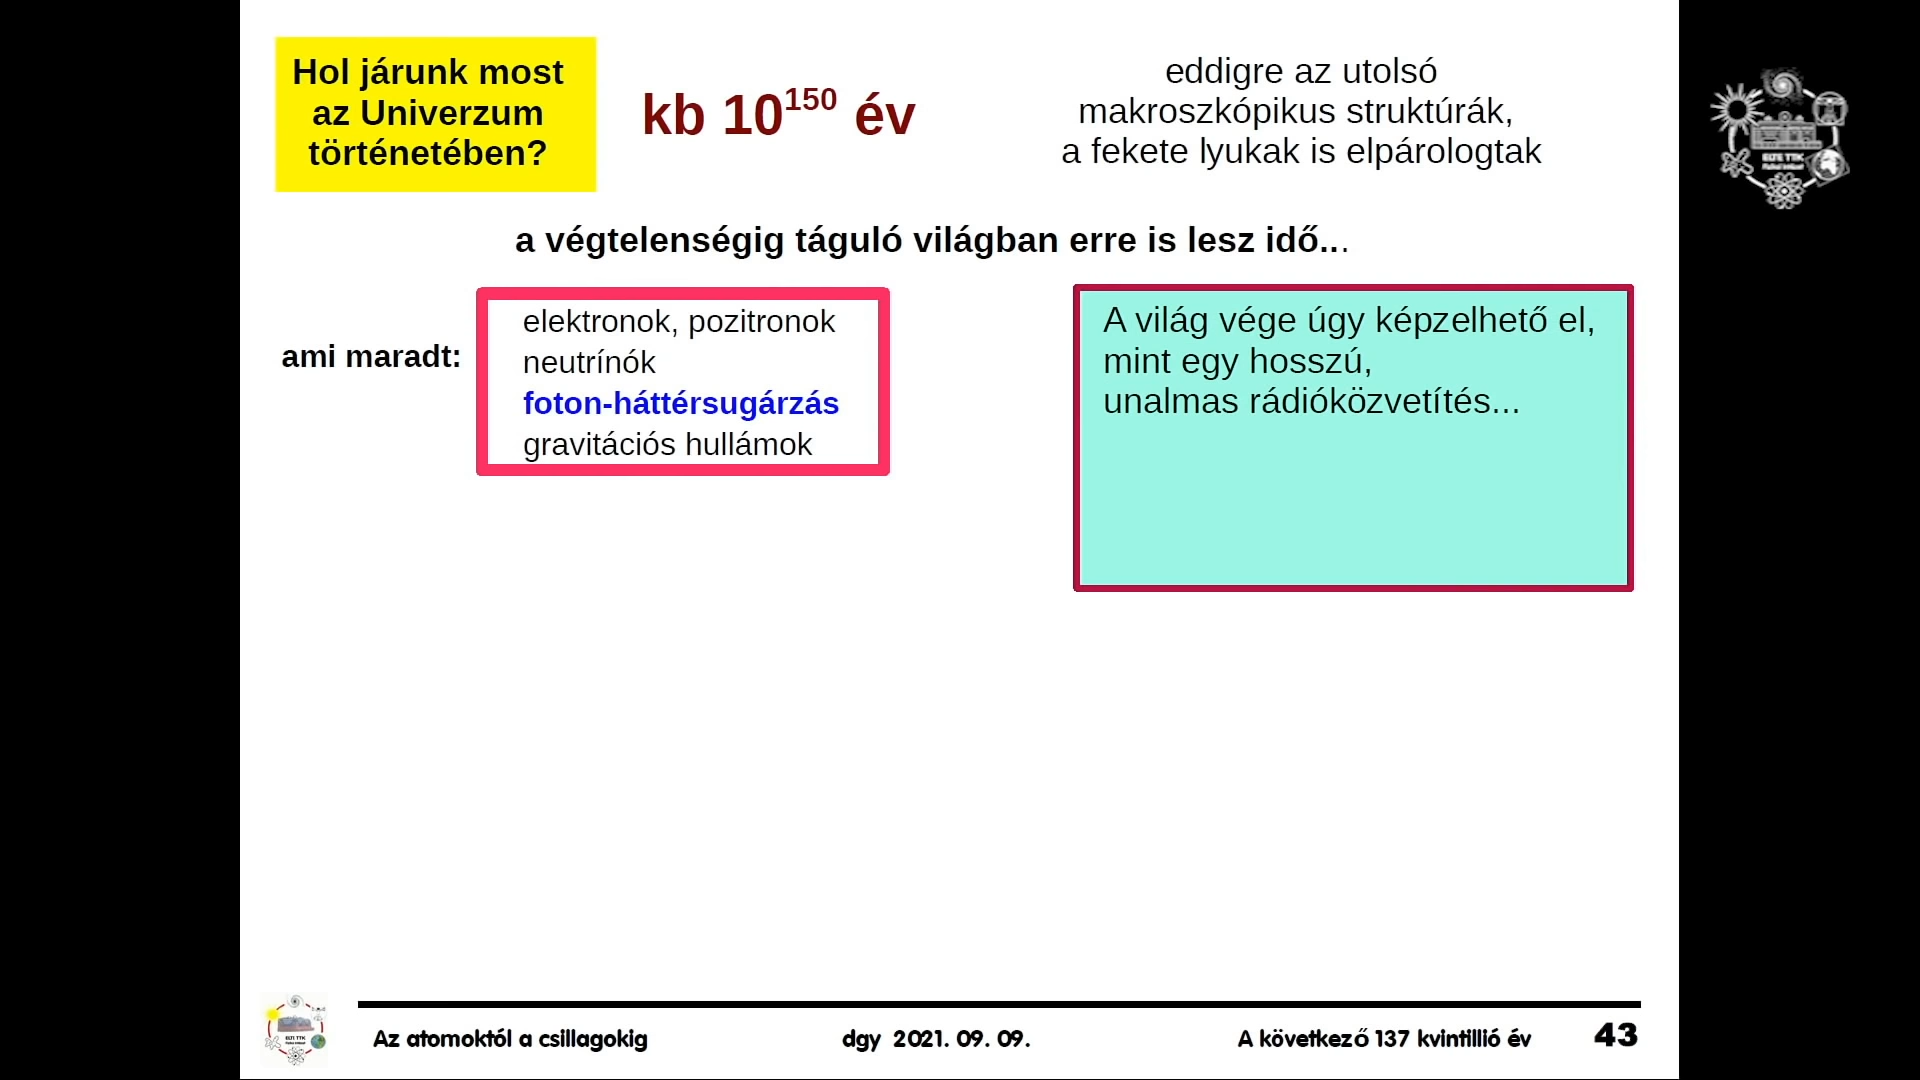 Hol járunk most
az Univerzum
történetében?
kb 10¹⁵⁰ év
eddigre az utolsó
makroszkópikus struktúrák,
a fekete lyukak is elpárologtak
a végtelenségig táguló világban erre is lesz idő...
ami maradt:
elektronok, pozitronok
neutrínók
foton-háttérsugárzás
gravitációs hullámok
A világ vége úgy képzelhető el,
mint egy hosszú,
unalmas rádióközvetítés...
ELTE TTK
Az atomoktól a csillagokig
dgy 2021. 09. 09.
A következő 137 kvintillió év
43